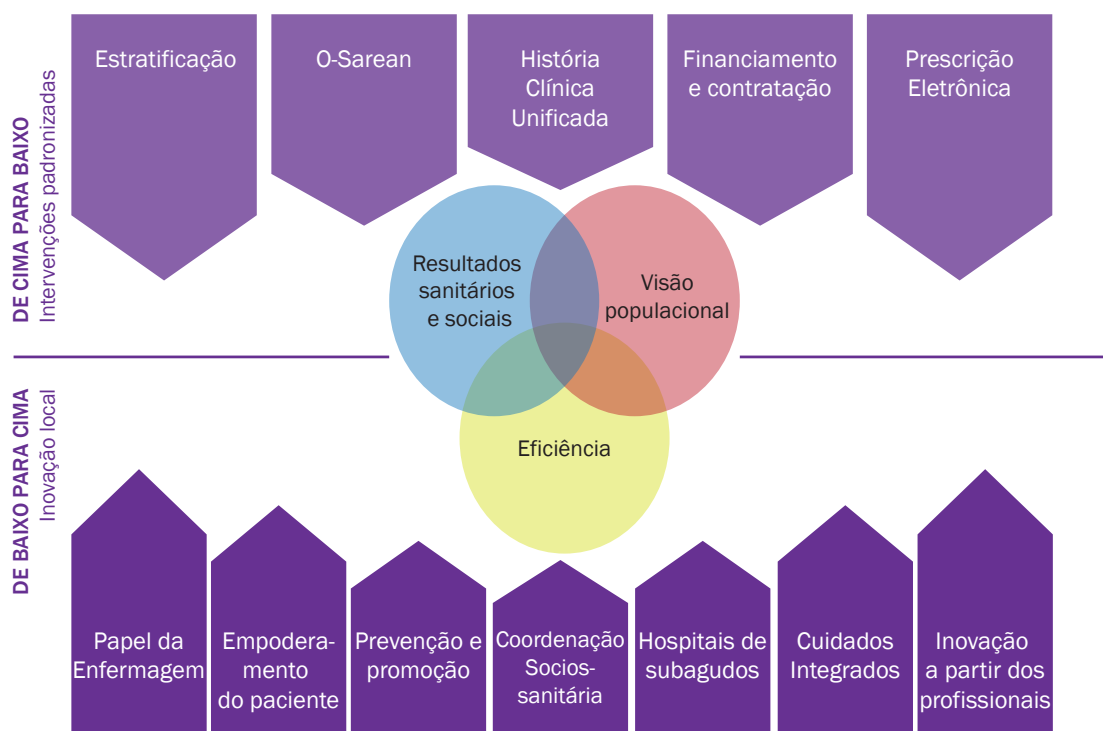 DE CIMA PARA BAIXO
Intervenções padronizadas
Estratificação
O-Sarean
História
Clínica
Unificada
Financiamento
e contratação
Prescrição
Eletrônica
Resultados
sanitários
e sociais
Visão
populacional
Eficiência
DE BAIXO PARA CIMA
Inovação local
Papel da
Enfermagem
Empodera-
mento
do paciente
Prevenção e
promoção
Coordenação
Socios-
sanitária
Hospitais de
subagudos
Cuidados
Integrados
Inovação
a partir dos
profissionais